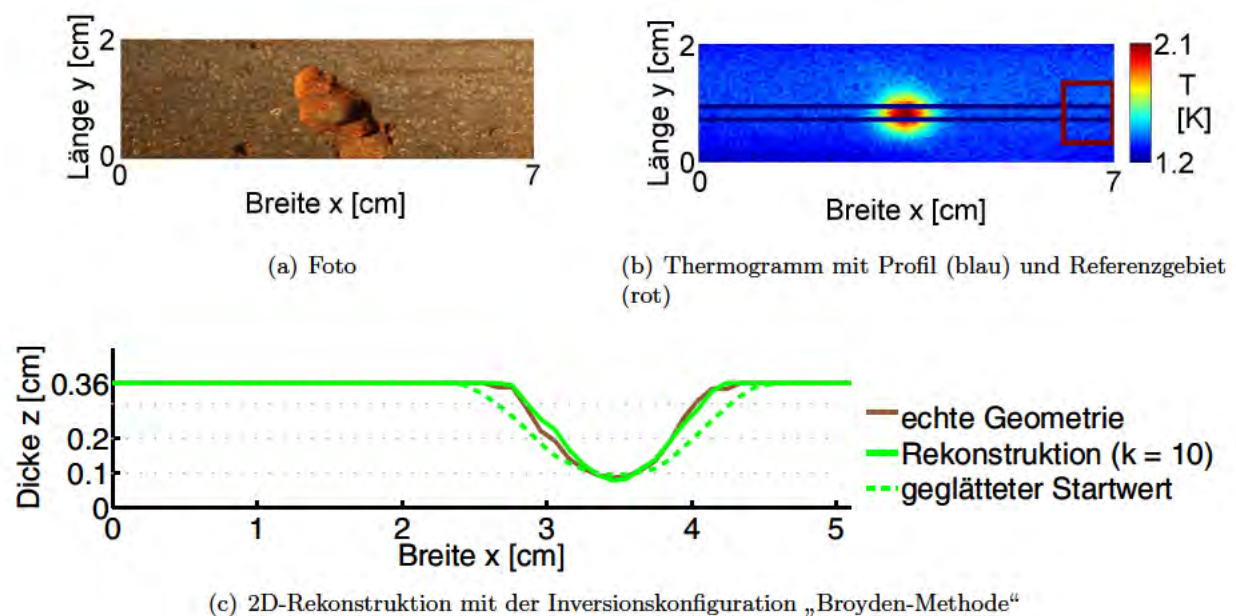 2
Länge y [cm]
0
0
7
Breite x [cm]
(a) Foto
2
Länge y [cm]
0
0
7
Breite x [cm]
2.1
T
[K]
1.2
(b) Thermogramm mit Profil (blau) und Referenzgebiet
(rot)
Dicke z [cm]
0.36
0.2
0.1
0
0 1 2 3 4 5
Breite x [cm]
echte Geometrie
Rekonstruktion (k = 10)
geglätteter Startwert
(c) 2D-Rekonstruktion mit der Inversionskonfiguration „Broyden-Methode“